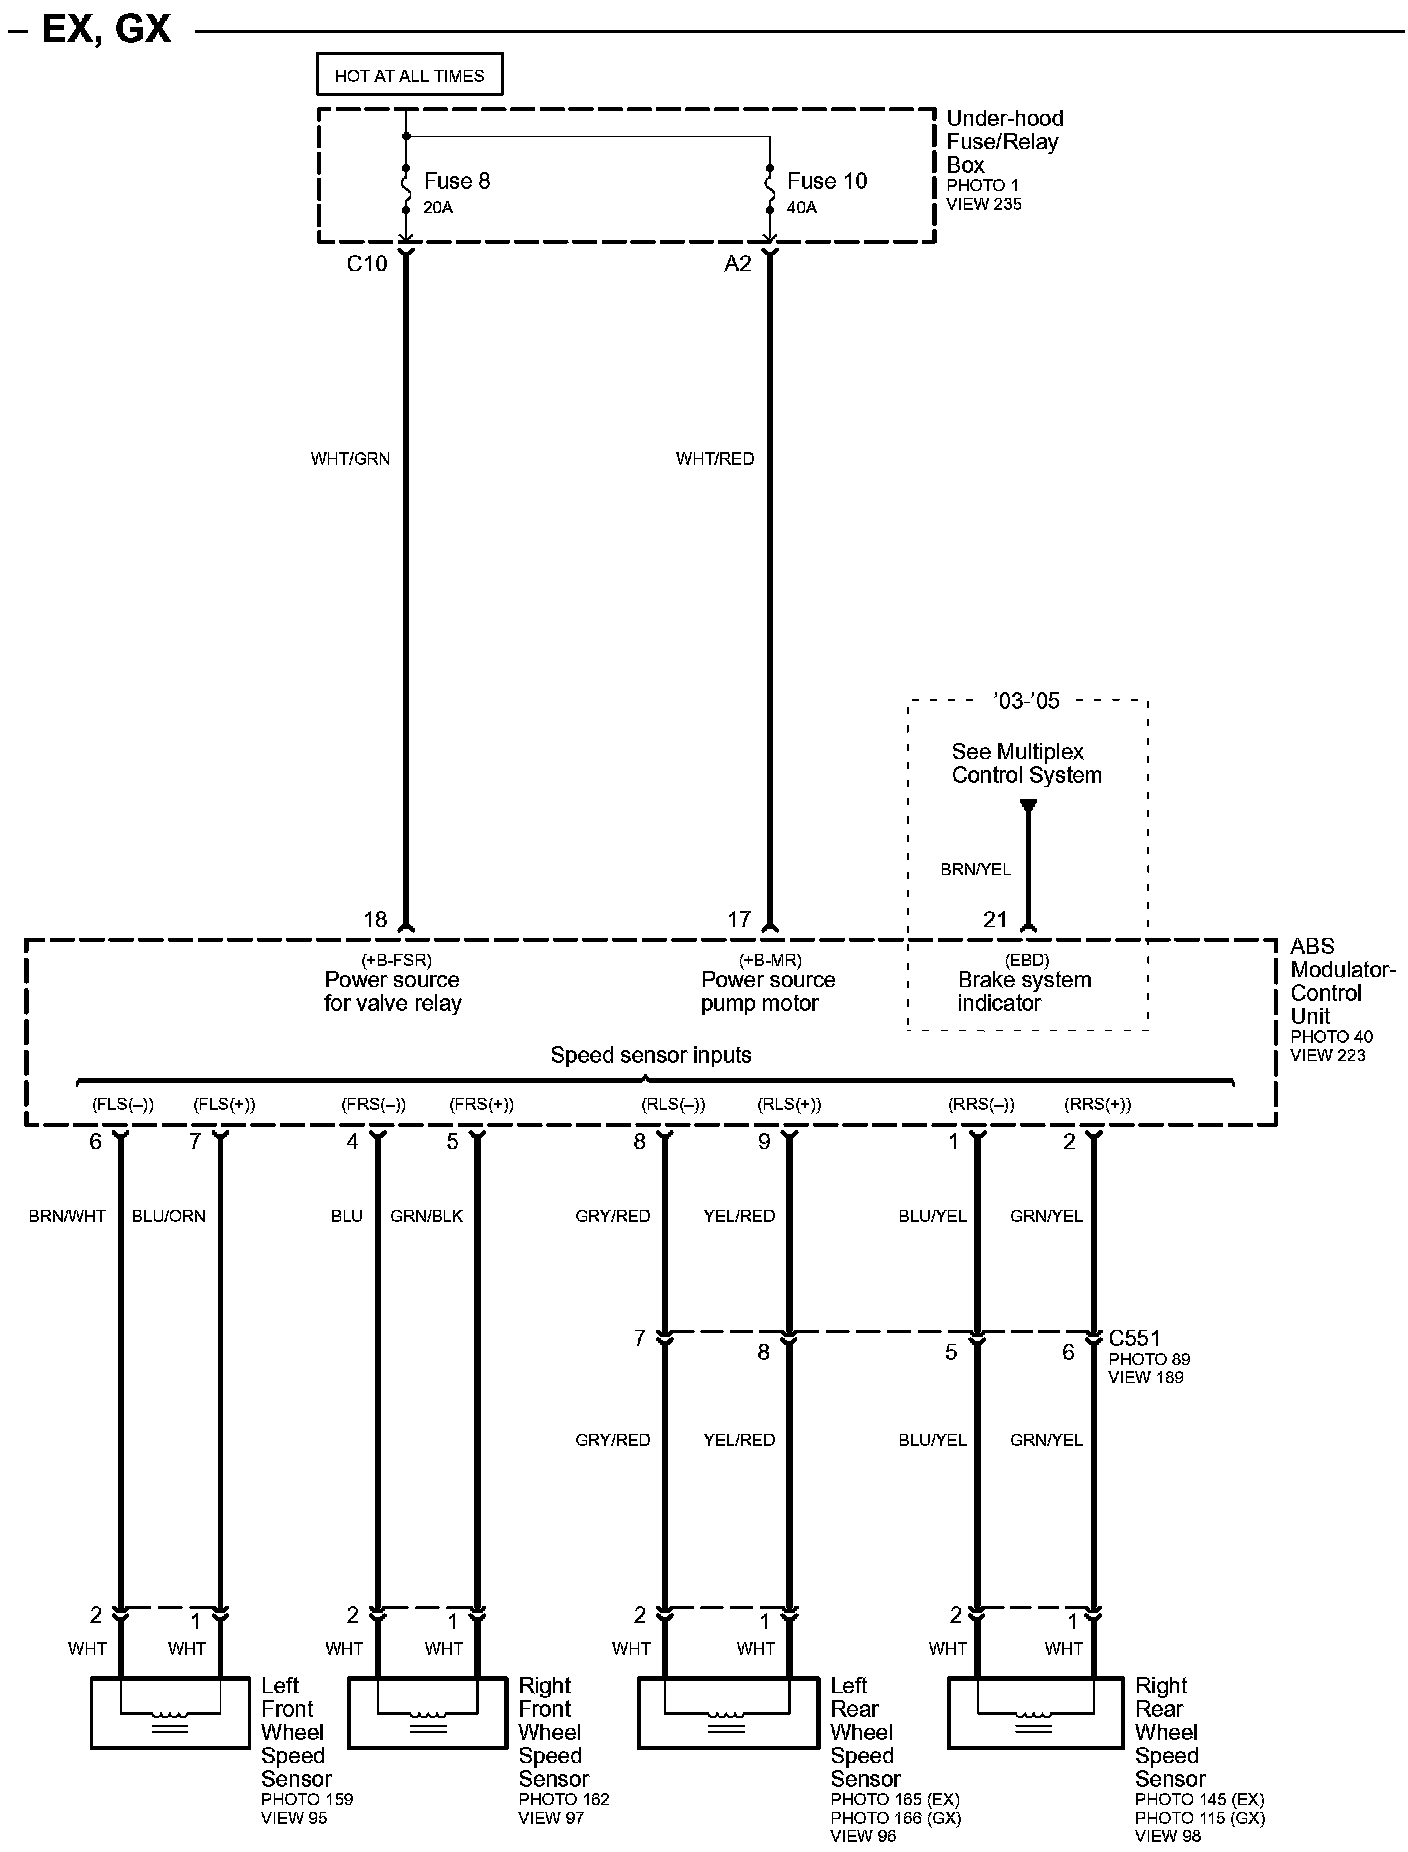 EX, GX
HOT AT ALL TIMES
Under-hood
Fuse/Relay
Box
PHOTO 1
VIEW 235
Fuse 8
20A
Fuse 10
40A
C10
A2
WHT/GRN
WHT/RED
'03-'05
See Multiplex
Control System
BRN/YEL
18
17
21
(+B-FSR)
Power source
for valve relay
(+B-MR)
Power source
pump motor
(EBD)
Brake system
indicator
ABS
Modulator-
Control
Unit
PHOTO 40
VIEW 223
Speed sensor inputs
(FLS(–)) (FLS(+)) (FRS(–)) (FRS(+)) (RLS(–)) (RLS(+)) (RRS(–)) (RRS(+))
6 7 4 5 8 9 1 2
BRN/WHT BLU/ORN BLU GRN/BLK GRY/RED YEL/RED BLU/YEL GRN/YEL
7 8 5 6 C551
PHOTO 89
VIEW 189
GRY/RED YEL/RED BLU/YEL GRN/YEL
2 1 2 1 2 1 2 1
WHT WHT WHT WHT WHT WHT WHT WHT
Left
Front
Wheel
Speed
Sensor
PHOTO 159
VIEW 95
Right
Front
Wheel
Speed
Sensor
PHOTO 162
VIEW 97
Left
Rear
Wheel
Speed
Sensor
PHOTO 165 (EX)
PHOTO 166 (GX)
VIEW 96
Right
Rear
Wheel
Speed
Sensor
PHOTO 145 (EX)
PHOTO 115 (GX)
VIEW 98